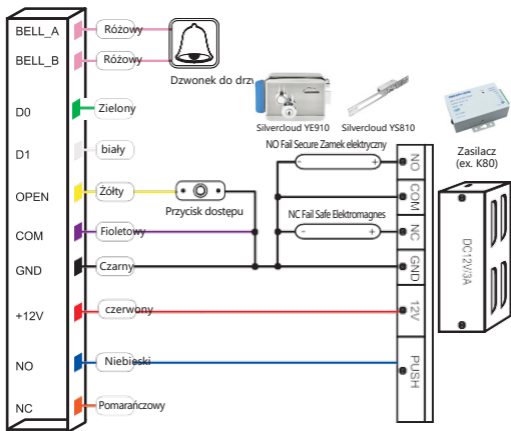 BELL_A
Różowy
BELL_B
Różowy
Dzwonek do drzw
D0
Zielony
D1
biały
OPEN
Żółty
Przycisk dostępu
COM
Fioletowy
GND
Czarny
+12V
czerwony
NO
Niebieski
NC
Pomarańczowy
Silvercloud YE910
Silvercloud YS810
NO Fail Secure Zamek elektryczny
- +
NC Fail Safe Elektromagnes
- +
NO
COM
NC
GND
12V
PUSH
Zasilacz
(ex. K80)
DC12V/3A